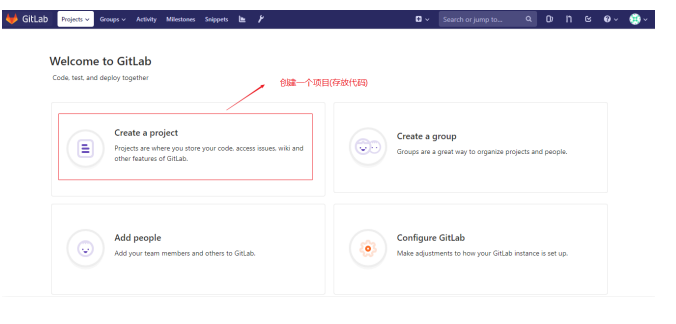 GitLab Projects Groups Activity Milestones Snippets Search or jump to...
Welcome to GitLab
Code, test, and deploy together
创建一个项目(存放代码)
Create a project
Projects are where you store your code, access issues, wiki and
other features of GitLab.
Create a group
Groups are a great way to organize projects and people.
Add people
Add your team members and others to GitLab.
Configure GitLab
Make adjustments to how your GitLab instance is set up.